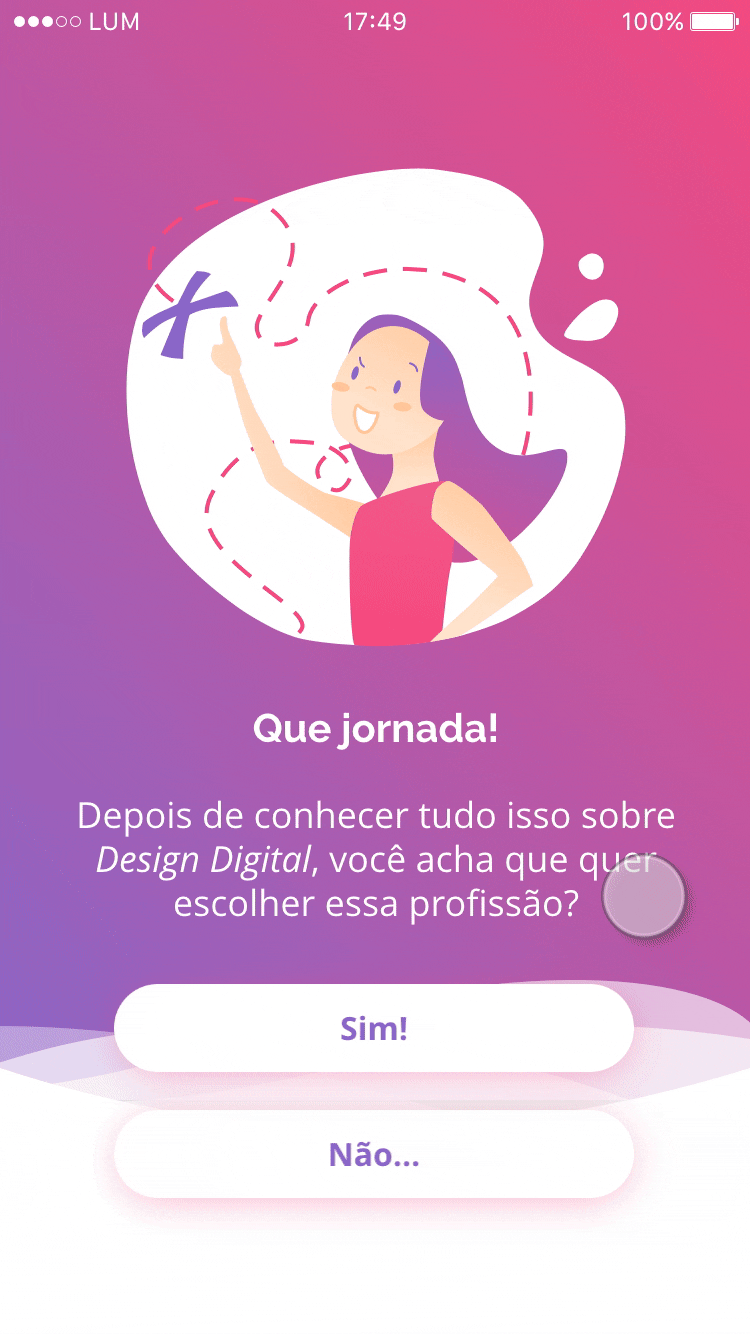 LUM 17:49 100%
Que jornada!
Depois de conhecer tudo isso sobre
Design Digital, você acha que quer
escolher essa profissão?
Sim!
Não...